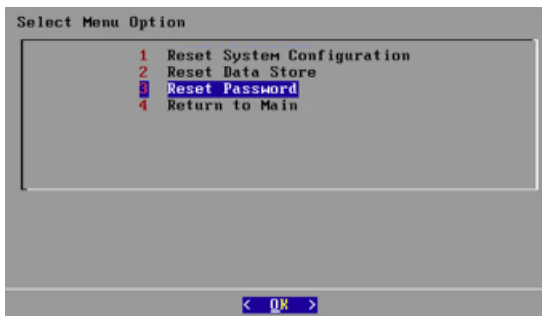 Select Menu Option
1 Reset System Configuration
2 Reset Data Store
3 Reset Password
4 Return to Main
< OK >